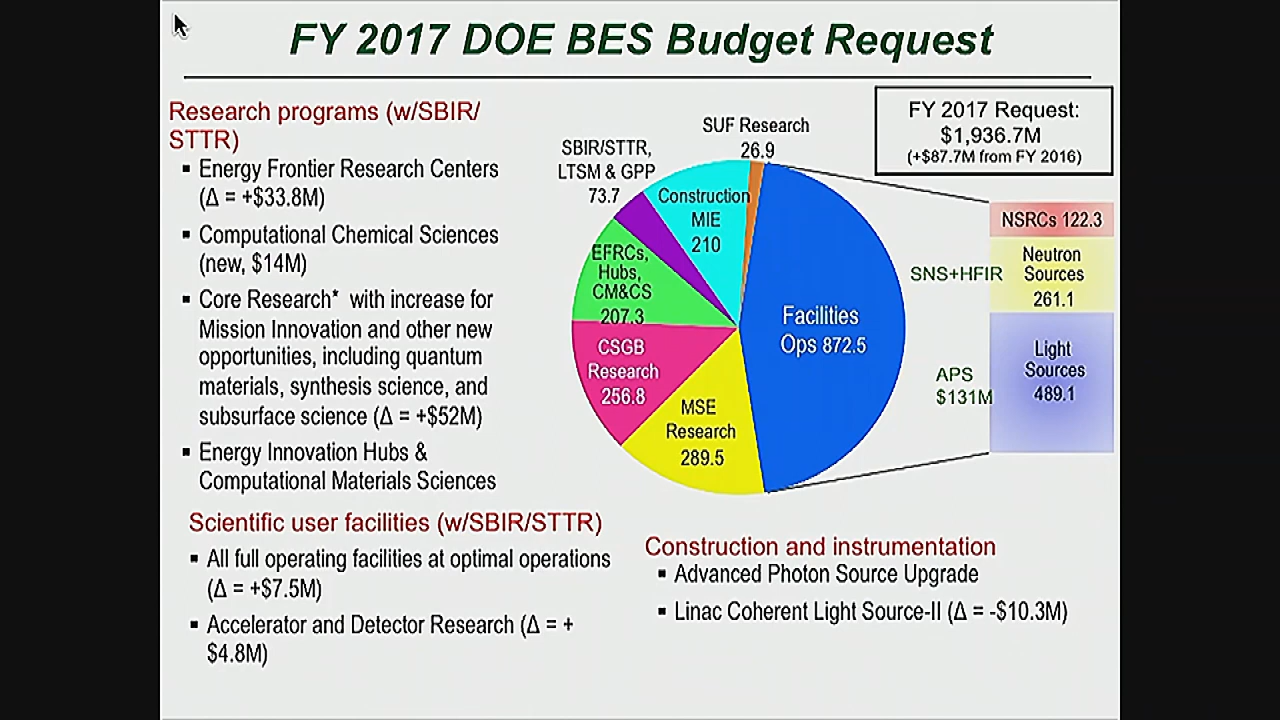 FY 2017 DOE BES Budget Request
Research programs (w/SBIR/
STTR)
▪ Energy Frontier Research Centers
(Δ = +$33.8M)
▪ Computational Chemical Sciences
(new, $14M)
▪ Core Research* with increase for
Mission Innovation and other new
opportunities, including quantum
materials, synthesis science, and
subsurface science (Δ = +$52M)
▪ Energy Innovation Hubs &
Computational Materials Sciences
Scientific user facilities (w/SBIR/STTR)
▪ All full operating facilities at optimal operations
(Δ = +$7.5M)
▪ Accelerator and Detector Research (Δ = +
$4.8M)
SUF Research
26.9
SBIR/STTR,
LTSM & GPP
73.7
Construction
MIE
210
EFRCs,
Hubs,
CM&CS
207.3
CSGB
Research
256.8
MSE
Research
289.5
Facilities
Ops 872.5
FY 2017 Request:
$1,936.7M
(+$87.7M from FY 2016)
NSRCs 122.3
SNS+HFIR
Neutron
Sources
261.1
APS
$131M
Light
Sources
489.1
Construction and instrumentation
▪ Advanced Photon Source Upgrade
▪ Linac Coherent Light Source-II (Δ = -$10.3M)